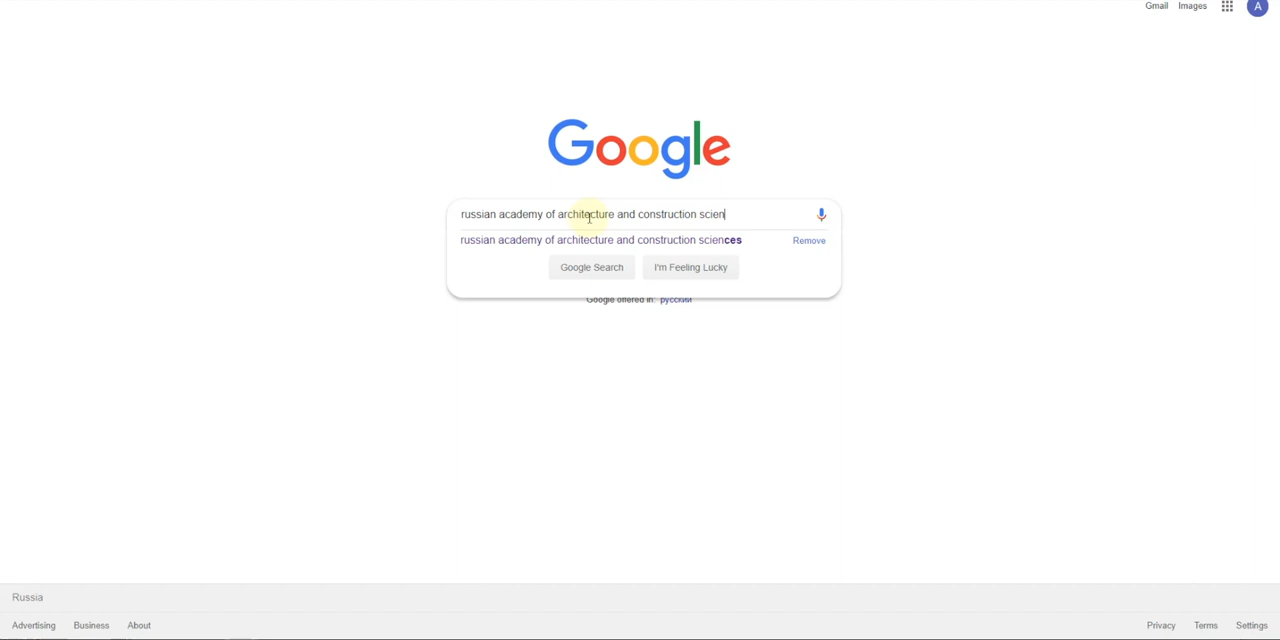 Gmail Images
A
Google
russian academy of architecture and construction scien
russian academy of architecture and construction sciences Remove
Google Search I'm Feeling Lucky
Google offered in: русский
Russia
Advertising Business About Privacy Terms Settings